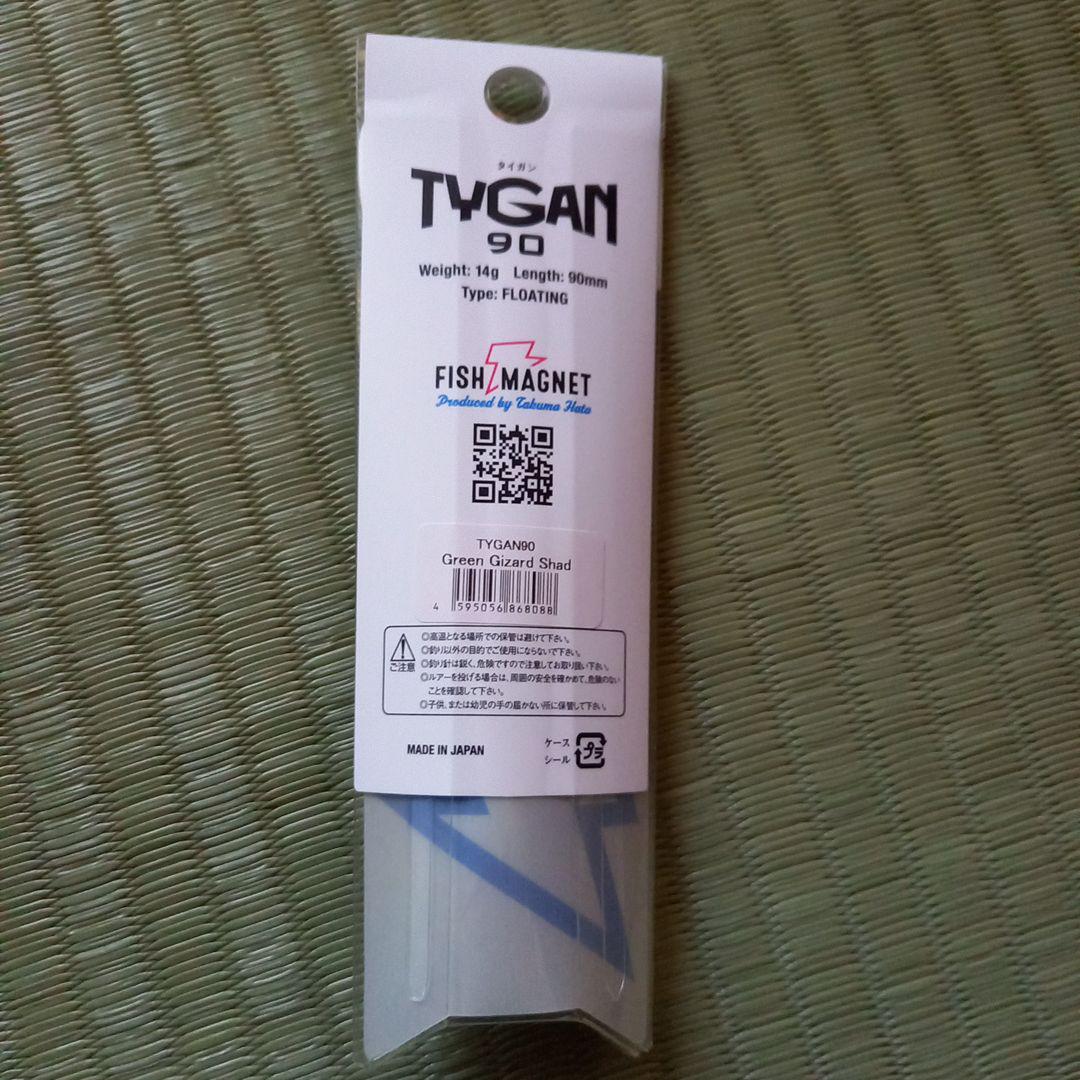 タイガン
TYGAN
90
Weight: 14g Length: 90mm
Type: FLOATING
FISH MAGNET
Produced by Takuma Hata
TYGAN90
Green Gizard Shad
4 595056 868088
ご注意
◎高温となる場所での保管は避けて下さい。
◎釣り以外の目的でご使用にならないで下さい。
◎釣り針は鋭く、危険ですので注意してお取り扱い下さい。
◎ルアーを投げる場合は、周囲の安全を確かめて、危険のない
ことを確認して下さい。
◎子供、または幼児の手の届かない所に保管して下さい。
MADE IN JAPAN
ケース
シール
プラ